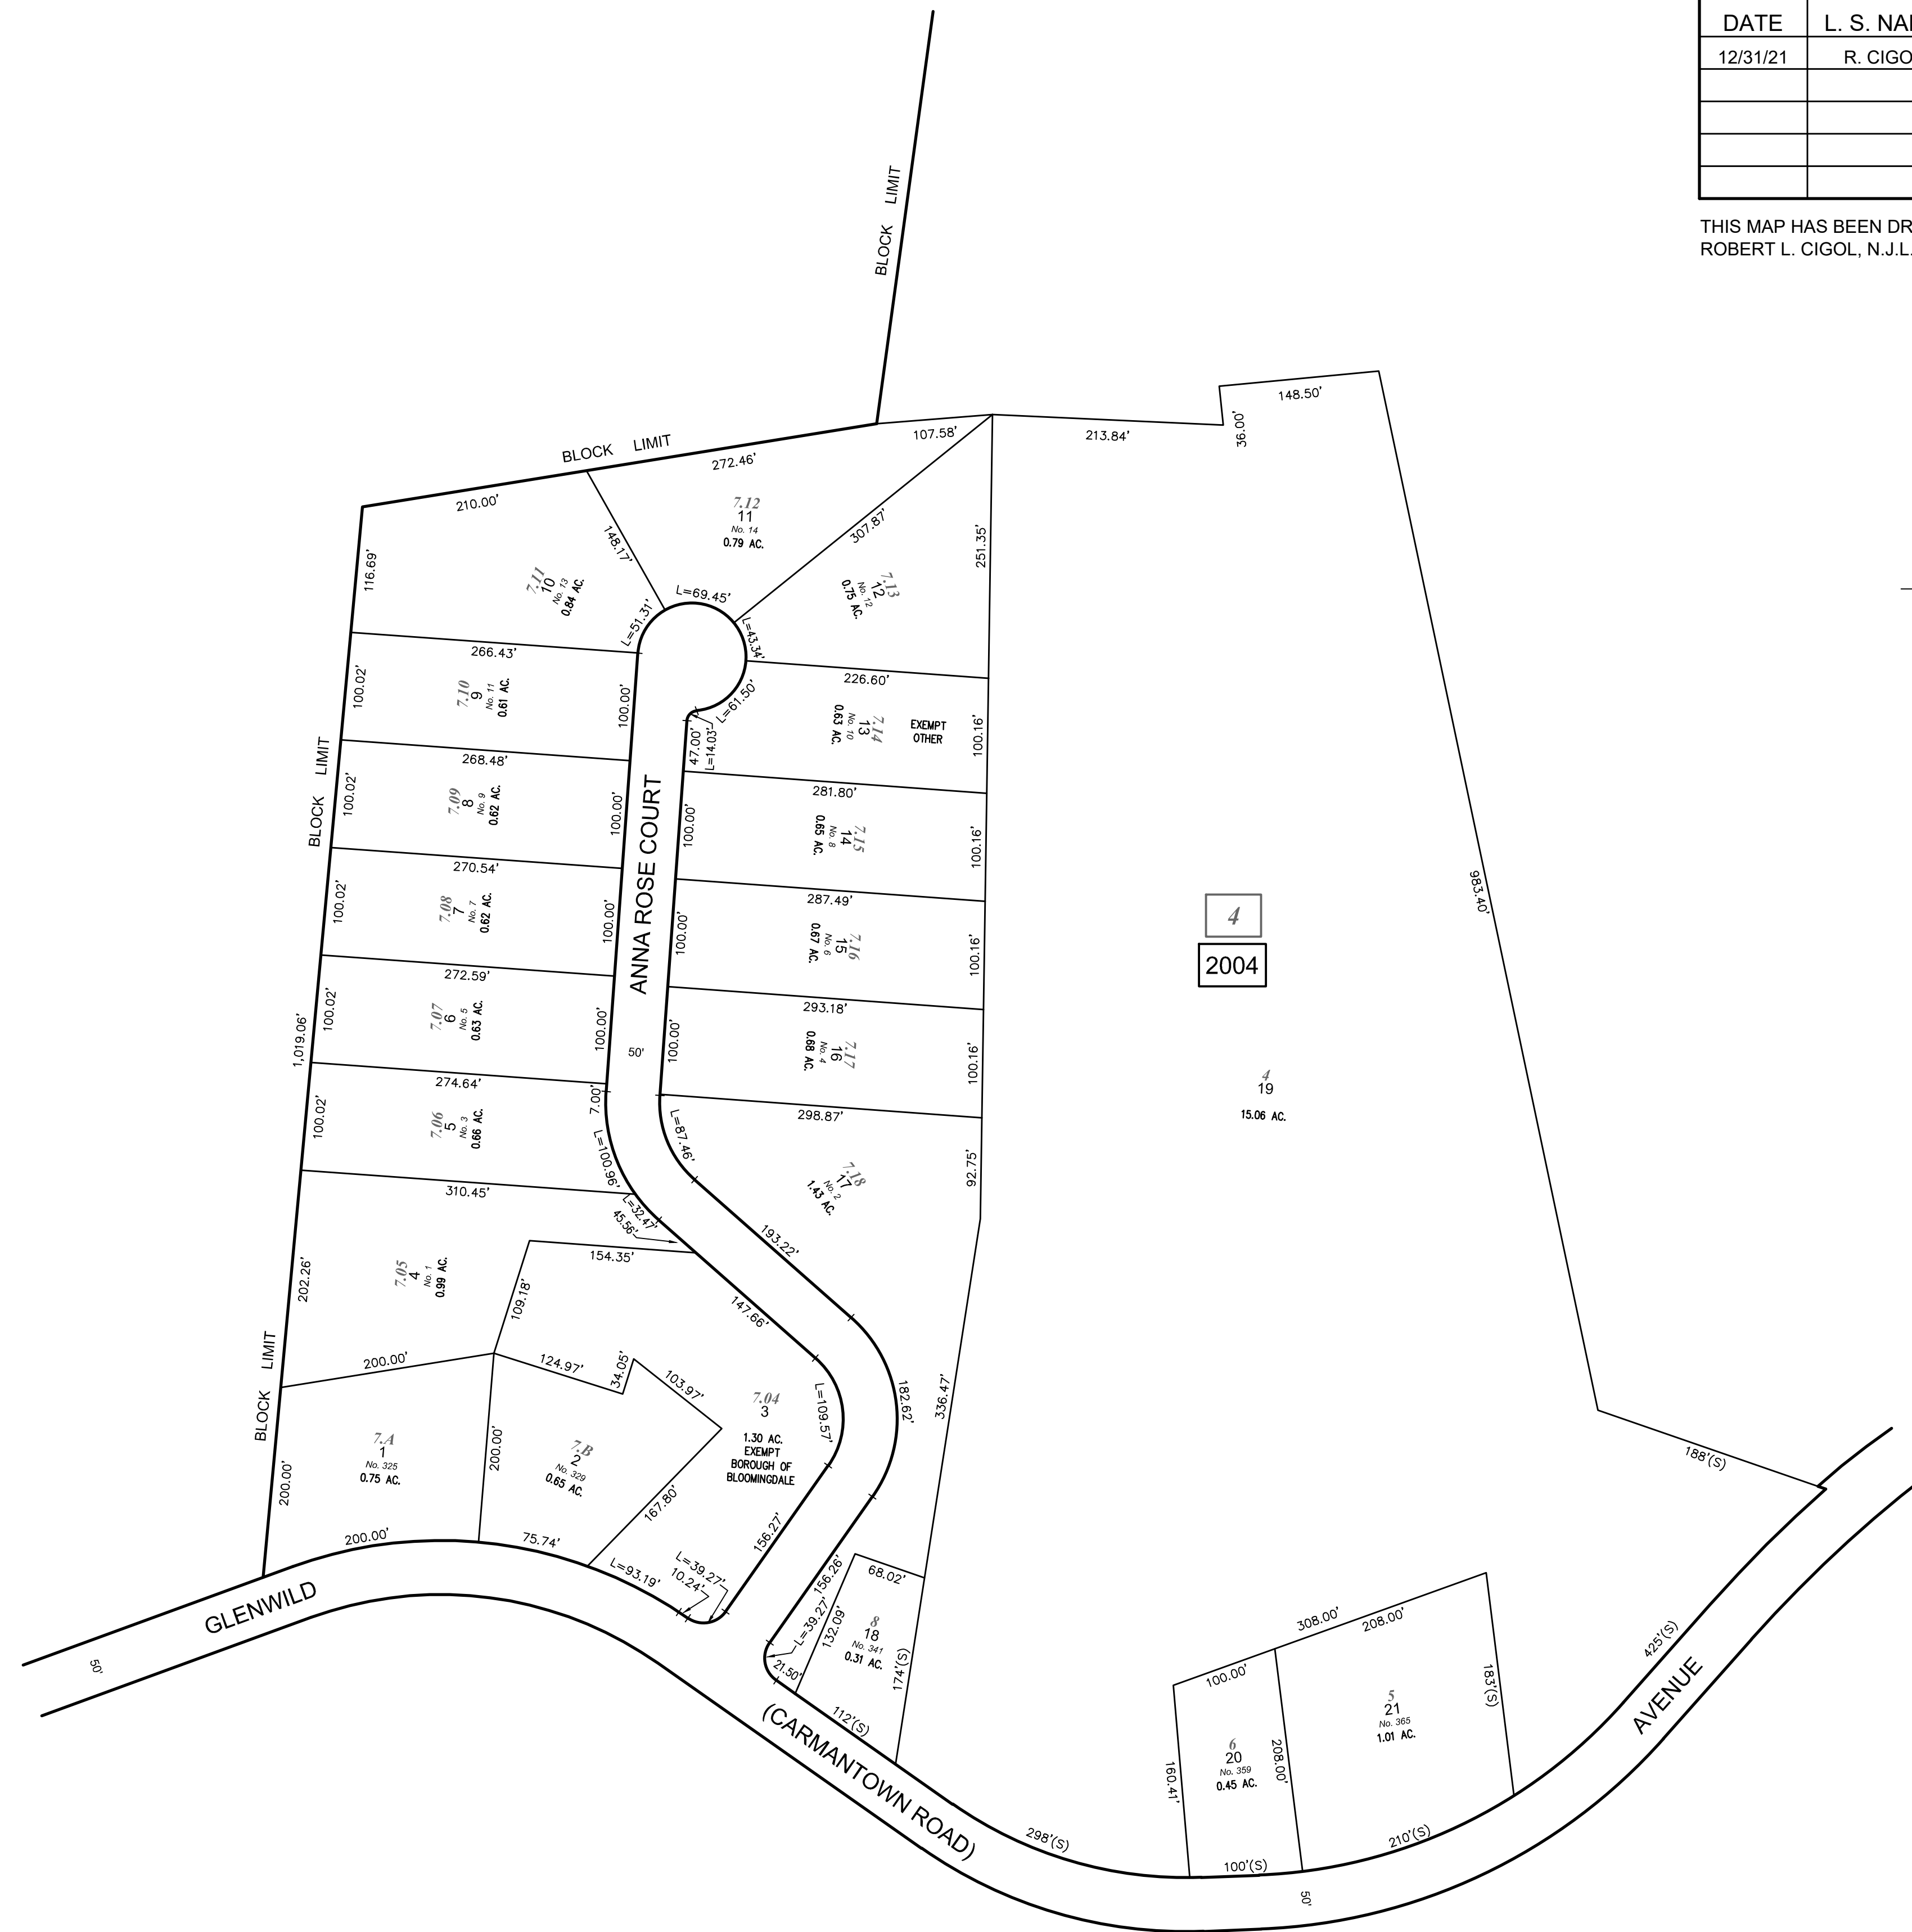 DATE
L. S. NA
12/31/21
R. CIGO
THIS MAP HAS BEEN DR
ROBERT L. CIGOL, N.J.L.
BLOCK LIMIT
148.50'
36.00'
213.84'
107.58'
BLOCK LIMIT
272.46'
210.00'
7.12
11
No. 14
0.79 AC.
148.17'
307.87'
251.35'
116.69'
7.11
10
No. 13
0.84 AC.
L=51.31'
L=69.45'
L=43.34'
7.13
12
No. 12
0.75 AC.
266.43'
100.02'
7.10
9
No. 11
0.61 AC.
100.00'
47.00'
L=14.03'
L=61.50'
226.60'
7.14
13
No. 10
0.63 AC.
EXEMPT
OTHER
100.16'
268.48'
BLOCK LIMIT
100.02'
7.09
8
No. 9
0.62 AC.
100.00'
ANNA ROSE COURT
100.00'
281.80'
7.15
14
No. 8
0.65 AC.
100.16'
270.54'
100.02'
7.08
7
No. 7
0.62 AC.
100.00'
100.00'
287.49'
7.16
15
No. 6
0.67 AC.
100.16'
983.40'
4
2004
272.59'
1,019.06'
100.02'
7.07
6
No. 5
0.63 AC.
100.00'
50'
100.00'
293.18'
7.17
16
No. 4
0.68 AC.
100.16'
4
19
15.06 AC.
274.64'
100.02'
7.06
5
No. 3
0.66 AC.
7.00'
L=100.96'
L=87.46'
298.87'
92.75'
7.18
17
No. 2
1.43 AC.
310.45'
L=32.47'
45.56'
193.22'
154.35'
202.26'
7.05
4
No. 1
0.99 AC.
109.18'
147.66'
BLOCK LIMIT
200.00'
124.97'
34.05'
103.97'
7.04
3
1.30 AC.
EXEMPT
BOROUGH OF
BLOOMINGDALE
L=109.57'
182.62'
336.47'
200.00'
7.A
1
No. 325
0.75 AC.
200.00'
7.B
2
No. 329
0.65 AC.
167.80'
156.27'
188'(S)
200.00'
75.74'
L=93.19'
L=39.27'
10.24'
156.26'
68.02'
L=39.27'
132.09'
8
18
No. 341
0.31 AC.
174'(S)
21.50'
112'(S)
GLENWILD
50'
(CARMANTOWN ROAD)
308.00'
100.00'
208.00'
160.41'
6
20
No. 359
0.45 AC.
208.00'
5
21
No. 365
1.01 AC.
183'(S)
425'(S)
AVENUE
298'(S)
100'(S)
210'(S)
50'